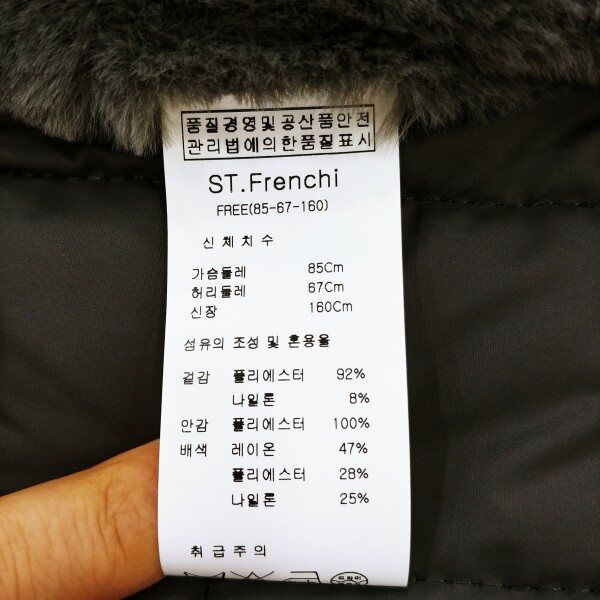 품질경영및공산품안전
관리법에의한품질표시
ST.Frenchi
FREE(85-67-160)
신체치수
가슴둘레 85Cm
허리둘레 67Cm
신장 160Cm
섬유의 조성 및 혼용율
겉감 폴리에스터 92%
나일론 8%
안감 폴리에스터 100%
배색 레이온 47%
폴리에스터 28%
나일론 25%
취급주의
드라이